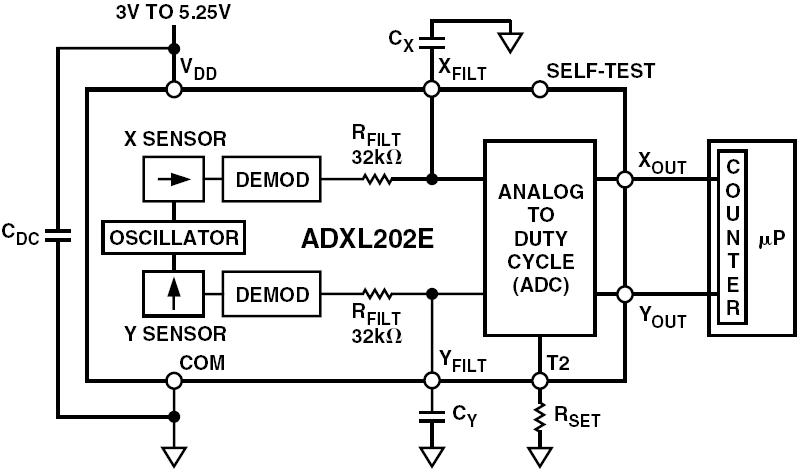 3V TO 5.25V
CX
VDD
XFILT
SELF-TEST
X SENSOR
RFILT
32kΩ
DEMOD
XOUT
ANALOG
TO
DUTY
CYCLE
(ADC)
COUNTER
μP
CDC
OSCILLATOR
ADXL202E
DEMOD
RFILT
32kΩ
Y SENSOR
YOUT
COM
YFILT
T2
CY
RSET